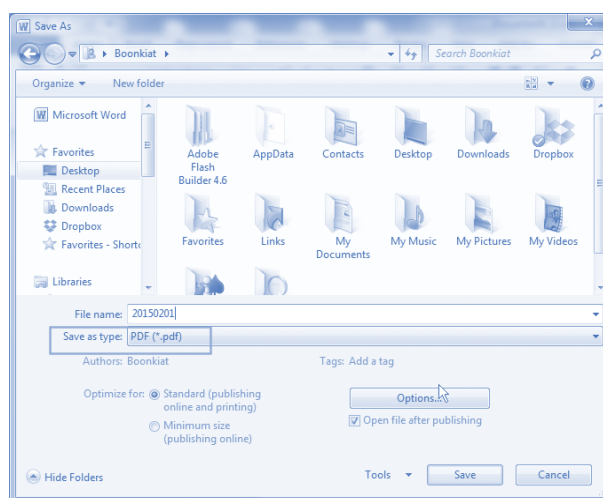 Save As
Boonkiat
Search Boonkiat
Organize
New folder
Microsoft Word
Favorites
Desktop
Recent Places
Downloads
Dropbox
Favorites - Shortc
Libraries
Adobe Flash Builder 4.6
AppData
Contacts
Desktop
Downloads
Dropbox
Favorites
Links
My Documents
My Music
My Pictures
My Videos
File name: 20150201
Save as type: PDF (*.pdf)
Authors: Boonkiat
Tags: Add a tag
Optimize for:
Standard (publishing
online and printing)
Minimum size
(publishing online)
Options...
Open file after publishing
Hide Folders
Tools
Save
Cancel